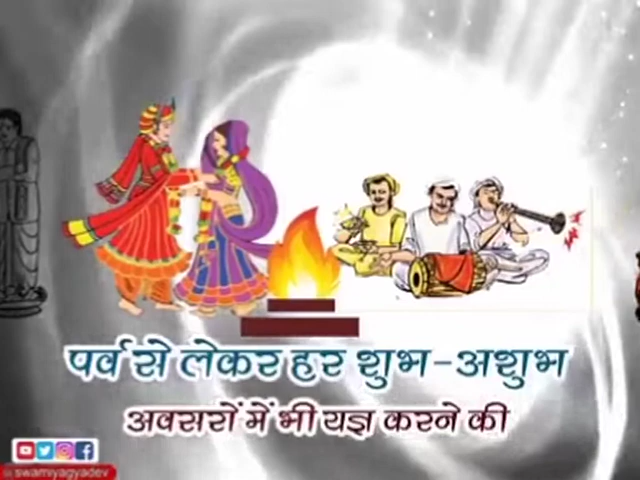 पर्व से लेकर हर शुभ-अशुभ
अवसरों में भी यज्ञ करने की
swamiyagyadev